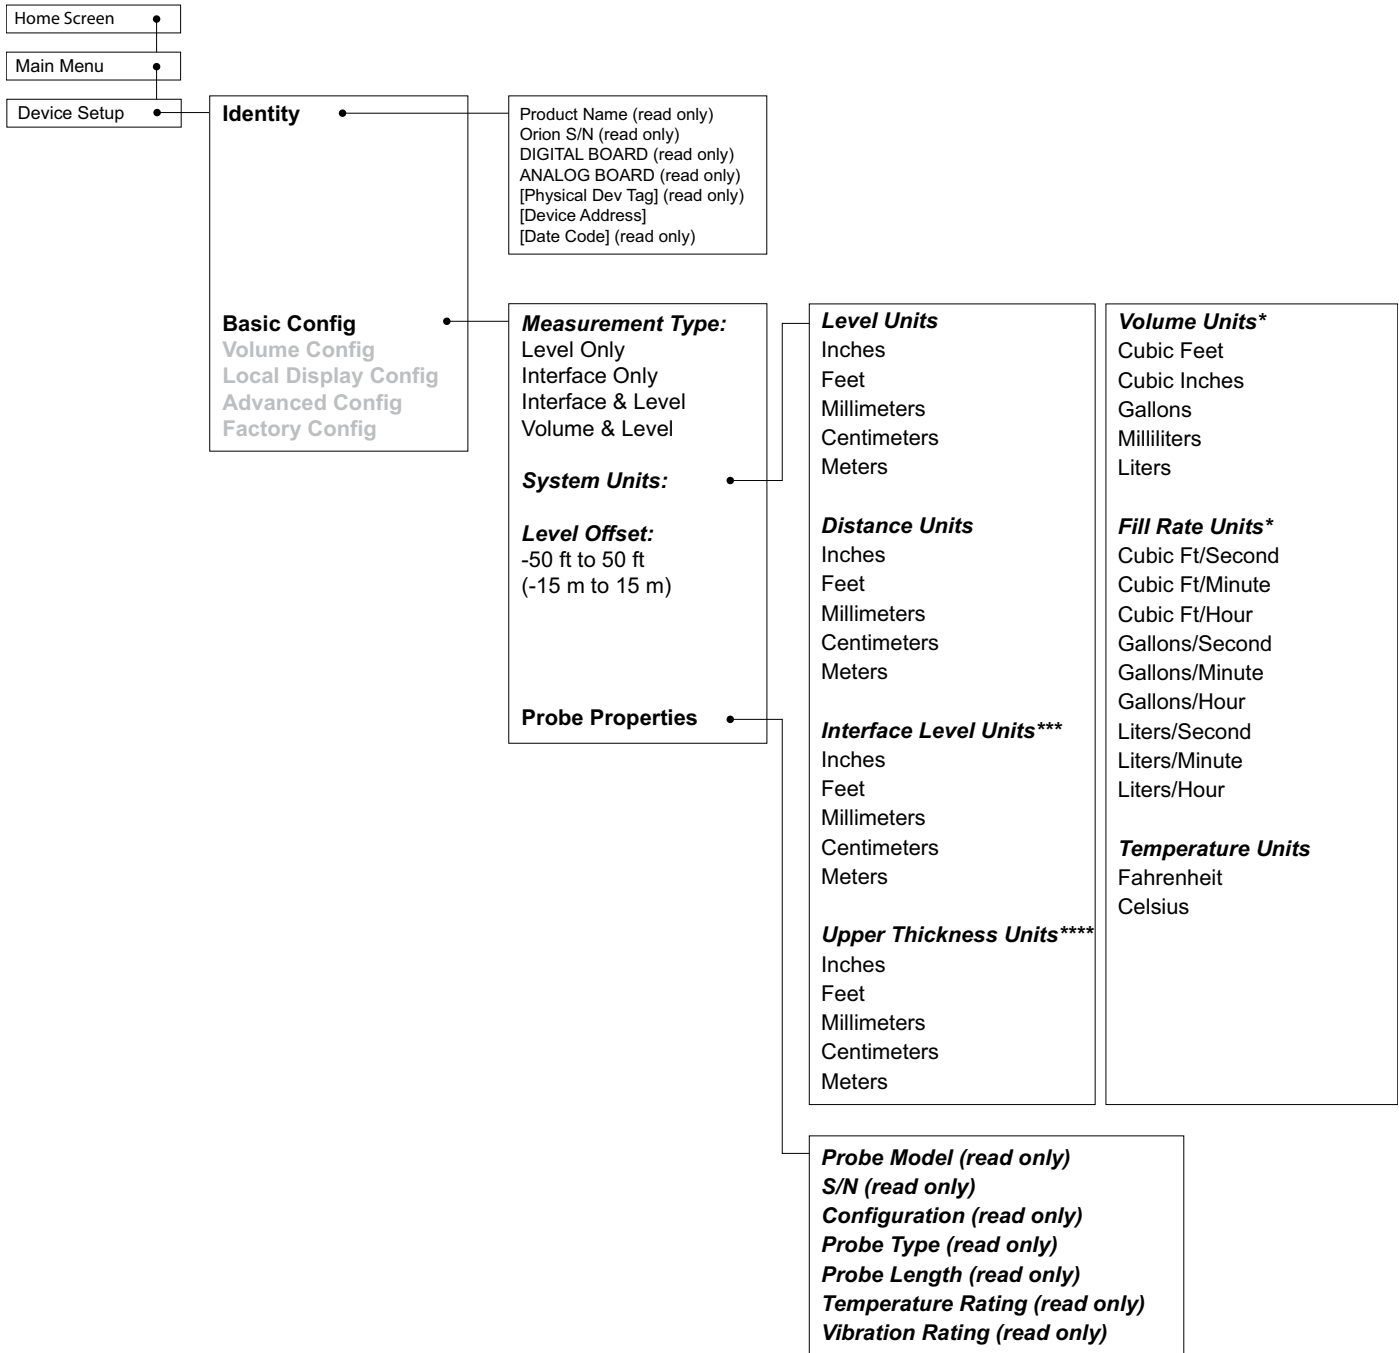 Home Screen
Main Menu
Device Setup
Identity
Product Name (read only)
Orion S/N (read only)
DIGITAL BOARD (read only)
ANALOG BOARD (read only)
[Physical Dev Tag] (read only)
[Device Address]
[Date Code] (read only)
Basic Config
Volume Config
Local Display Config
Advanced Config
Factory Config
Measurement Type:
Level Only
Interface Only
Interface & Level
Volume & Level
System Units:
Level Offset:
-50 ft to 50 ft
(-15 m to 15 m)
Probe Properties
Level Units
Inches
Feet
Millimeters
Centimeters
Meters
Distance Units
Inches
Feet
Millimeters
Centimeters
Meters
Interface Level Units***
Inches
Feet
Millimeters
Centimeters
Meters
Upper Thickness Units****
Inches
Feet
Millimeters
Centimeters
Meters
Volume Units*
Cubic Feet
Cubic Inches
Gallons
Milliliters
Liters
Fill Rate Units*
Cubic Ft/Second
Cubic Ft/Minute
Cubic Ft/Hour
Gallons/Second
Gallons/Minute
Gallons/Hour
Liters/Second
Liters/Minute
Liters/Hour
Temperature Units
Fahrenheit
Celsius
Probe Model (read only)
S/N (read only)
Configuration (read only)
Probe Type (read only)
Probe Length (read only)
Temperature Rating (read only)
Vibration Rating (read only)